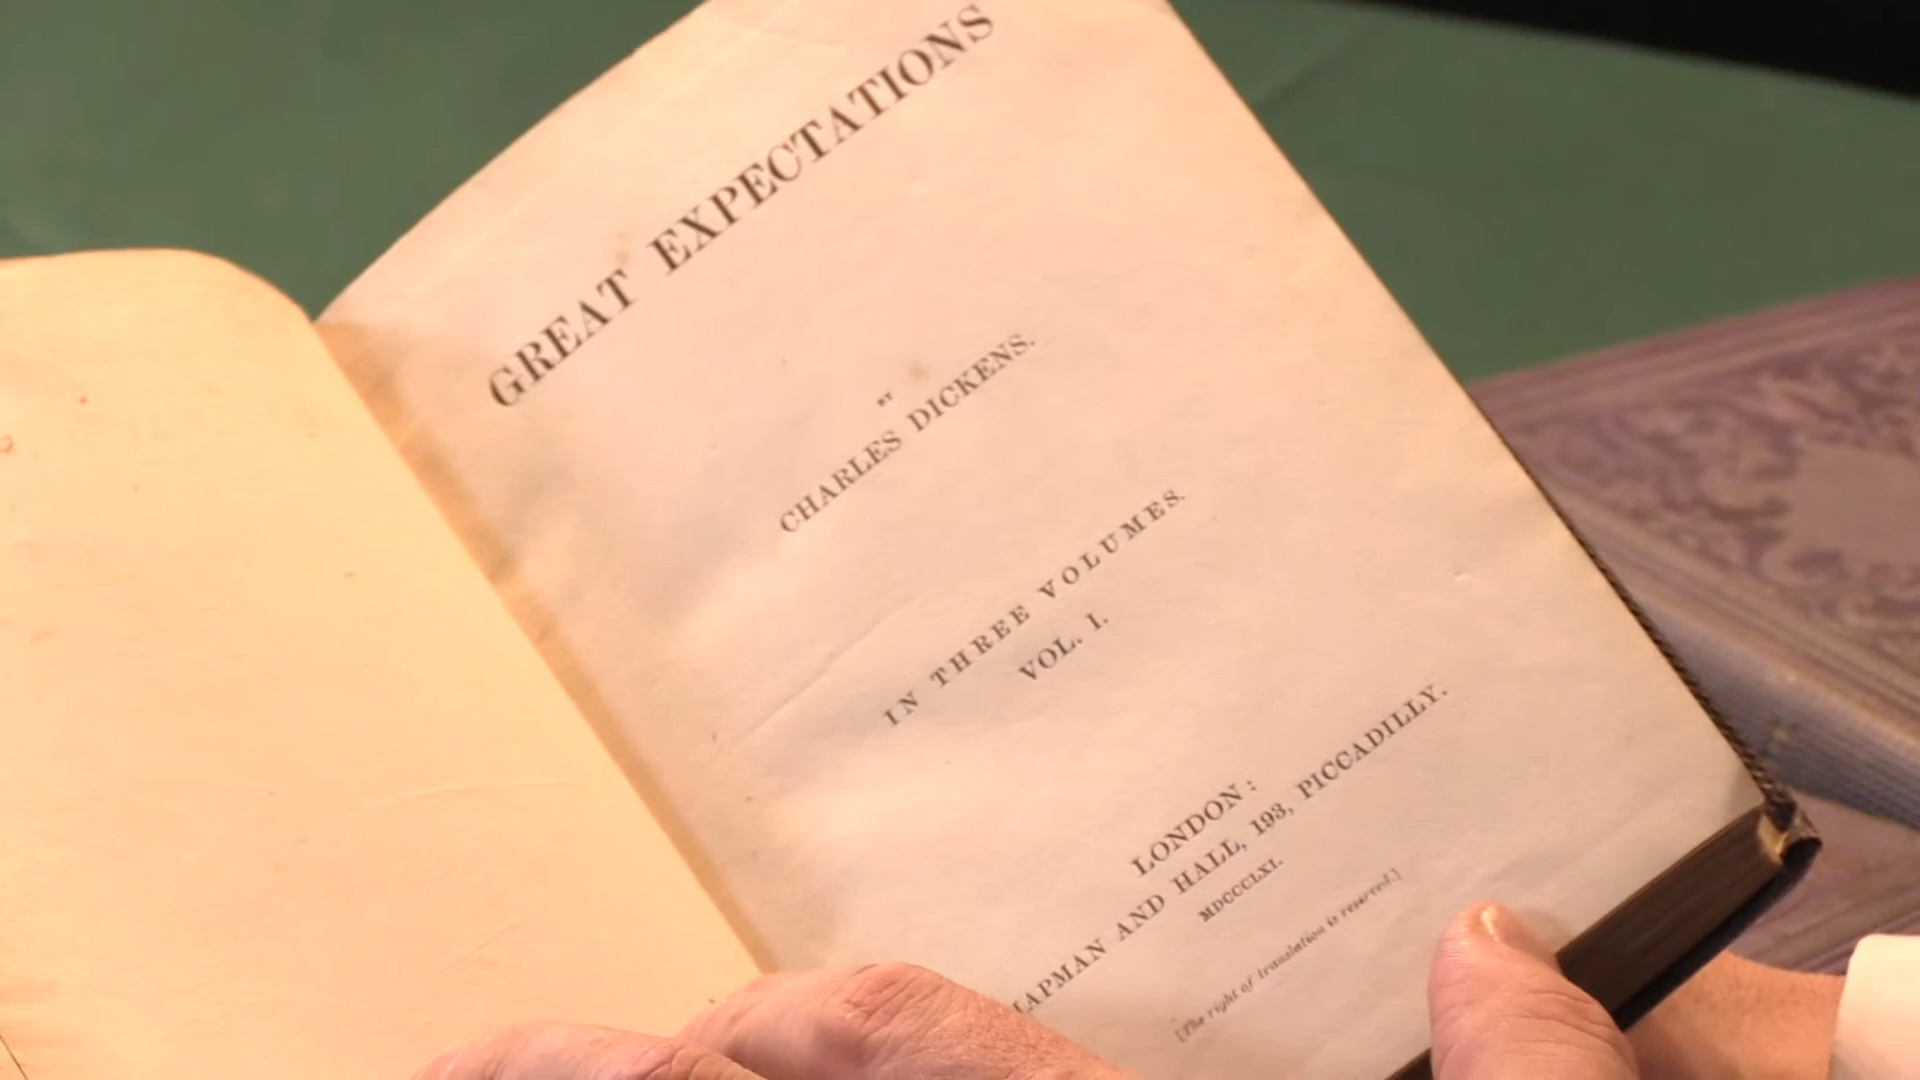 GREAT EXPECTATIONS
BY
CHARLES DICKENS.
IN THREE VOLUMES.
VOL. I.
LONDON:
HAPMAN AND HALL, 193, PICCADILLY.
MDCCCLXI.
[The right of translation is reserved.]